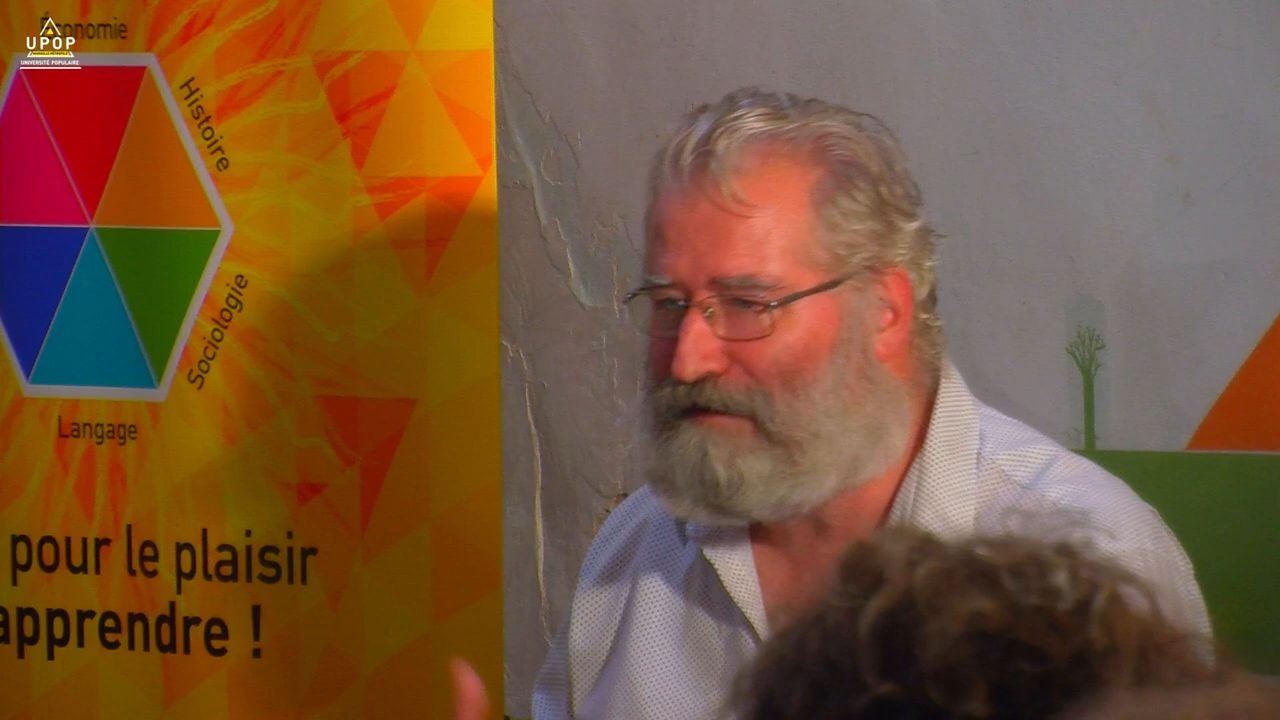 Économie
UPOP
UNIVERSITÉ POPULAIRE
Histoire
Sociologie
Langage
pour le plaisir
apprendre !